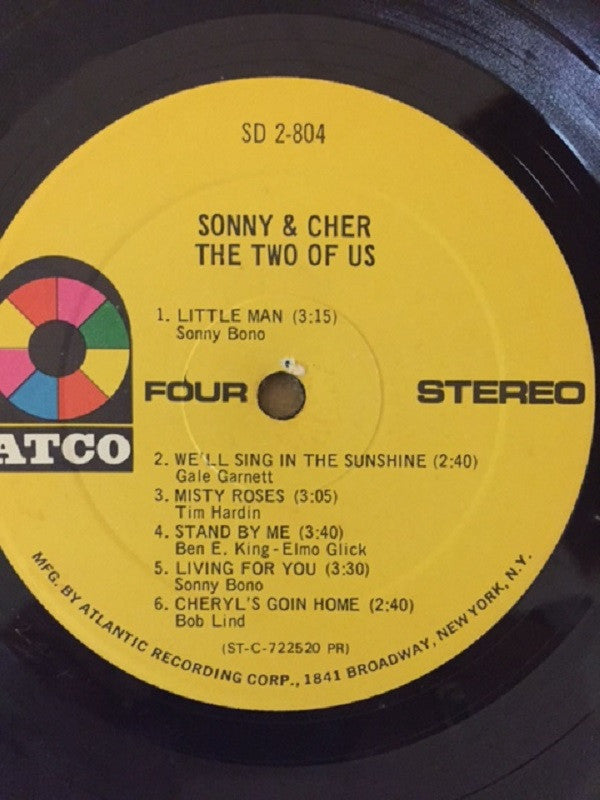 SD 2-804
SONNY & CHER
THE TWO OF US
1. LITTLE MAN (3:15)
Sonny Bono
FOUR
STEREO
ATCO
2. WE'LL SING IN THE SUNSHINE (2:40)
Gale Garnett
3. MISTY ROSES (3:05)
Tim Hardin
4. STAND BY ME (3:40)
Ben E. King - Elmo Glick
5. LIVING FOR YOU (3:30)
Sonny Bono
6. CHERYL'S GOIN HOME (2:40)
Bob Lind
(ST-C-722520 PR)
MFG. BY ATLANTIC RECORDING CORP., 1841 BROADWAY, NEW YORK, N.Y.